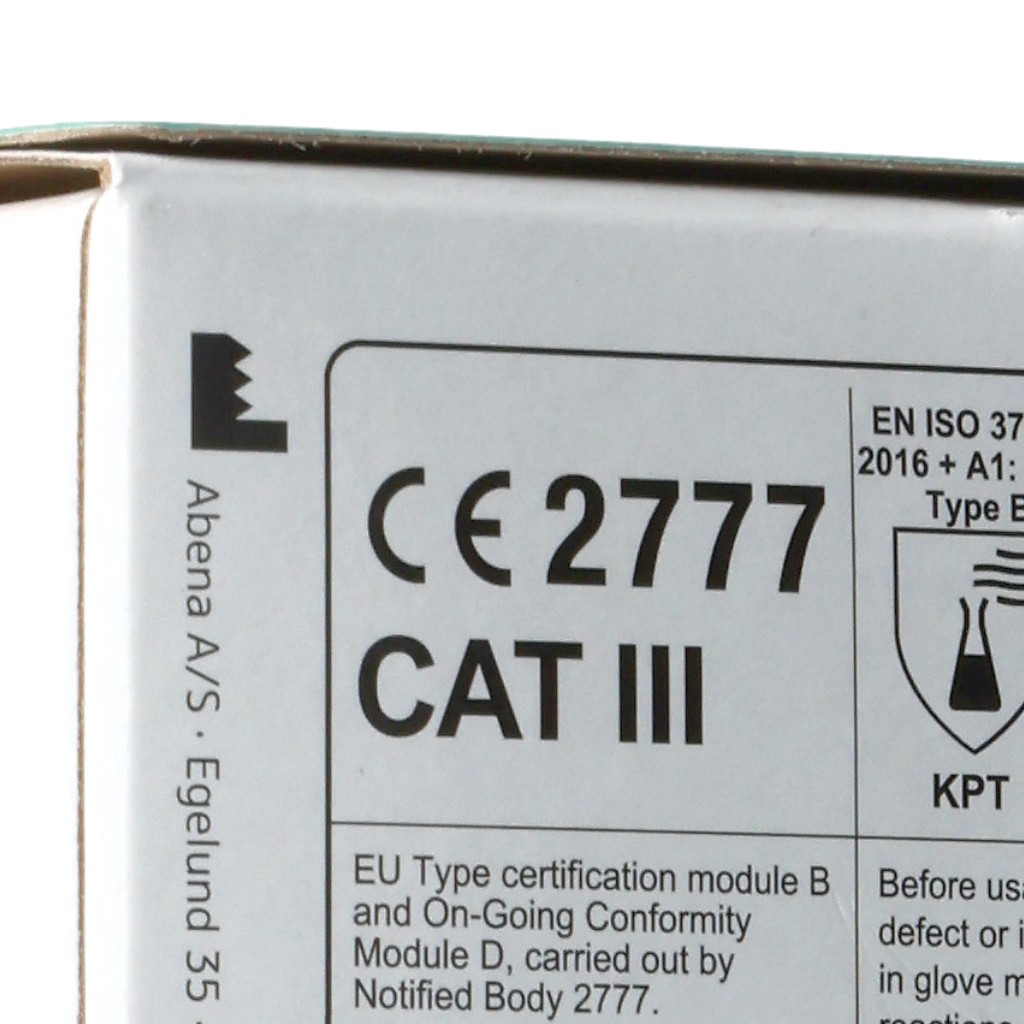 Abena A/S · Egelund 35
CE 2777
CAT III
EN ISO 37
2016 + A1:
Type B
KPT
EU Type certification module B
and On-Going Conformity
Module D, carried out by
Notified Body 2777.
Before
defect or
in glove